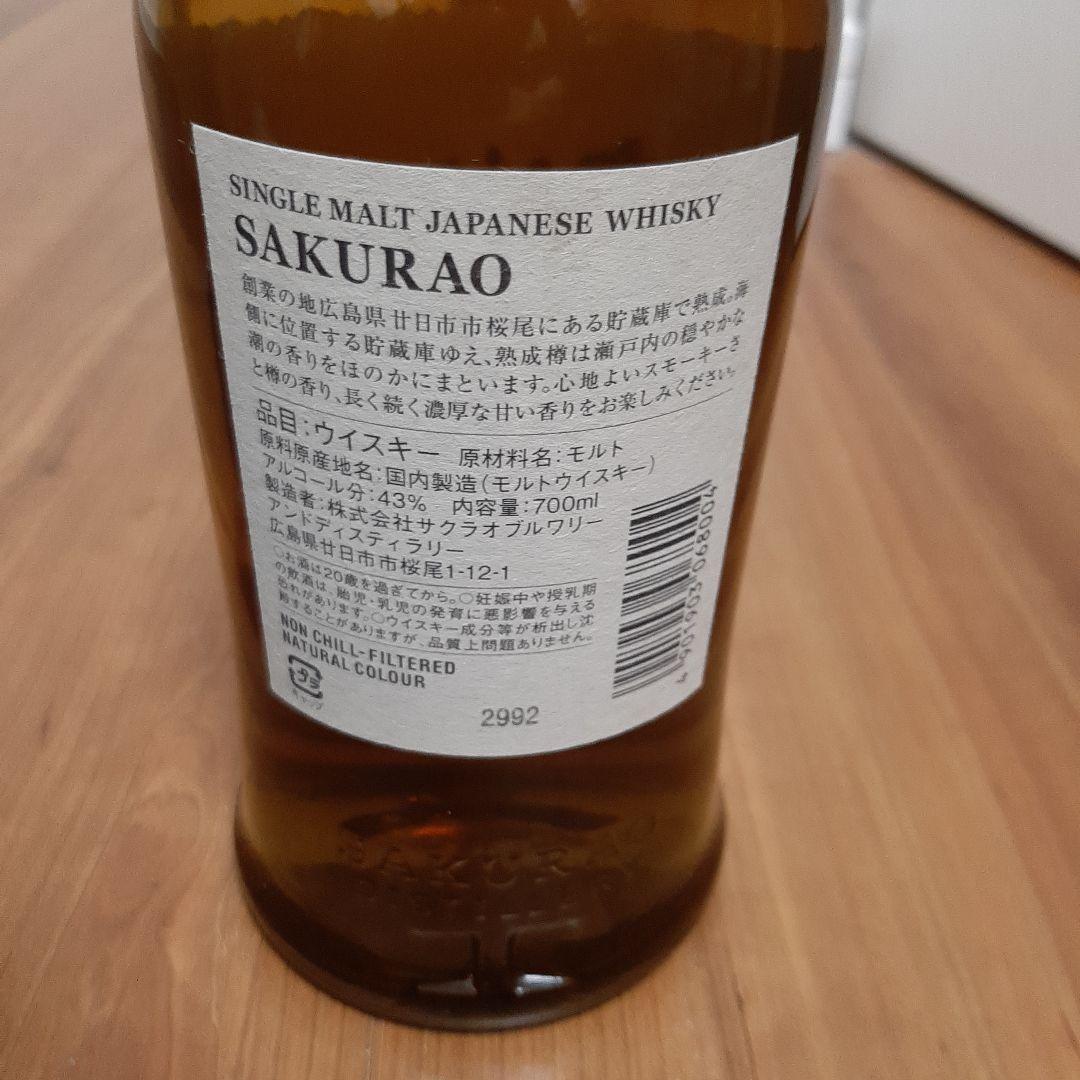 SINGLE MALT JAPANESE WHISKY
SAKURAO
創業の地広島県廿日市市桜尾にある貯蔵庫で熟成。海
側に位置する貯蔵庫ゆえ、熟成樽は瀬戸内の穏やかな
潮の香りをほのかにまといます。心地よいスモーキーさ
と樽の香り、長く続く濃厚な甘い香りをお楽しみください。
品目:ウイスキー 原材料名:モルト
原料原産地名:国内製造(モルトウイスキー)
アルコール分:43% 内容量:700ml
製造者:株式会社サクラオブルワリー
アンドディスティラリー
広島県廿日市市桜尾1-12-1
○お酒は20歳を過ぎてから。○妊娠中や授乳期
の飲酒は、胎児・乳児の発育に悪影響を与える
恐れがあります。○ウイスキー成分等が析出し沈
殿することがありますが、品質上問題ありません。
NON CHILL-FILTERED
NATURAL COLOUR
キャップ
2992
4 901903 068004
SAKURAO